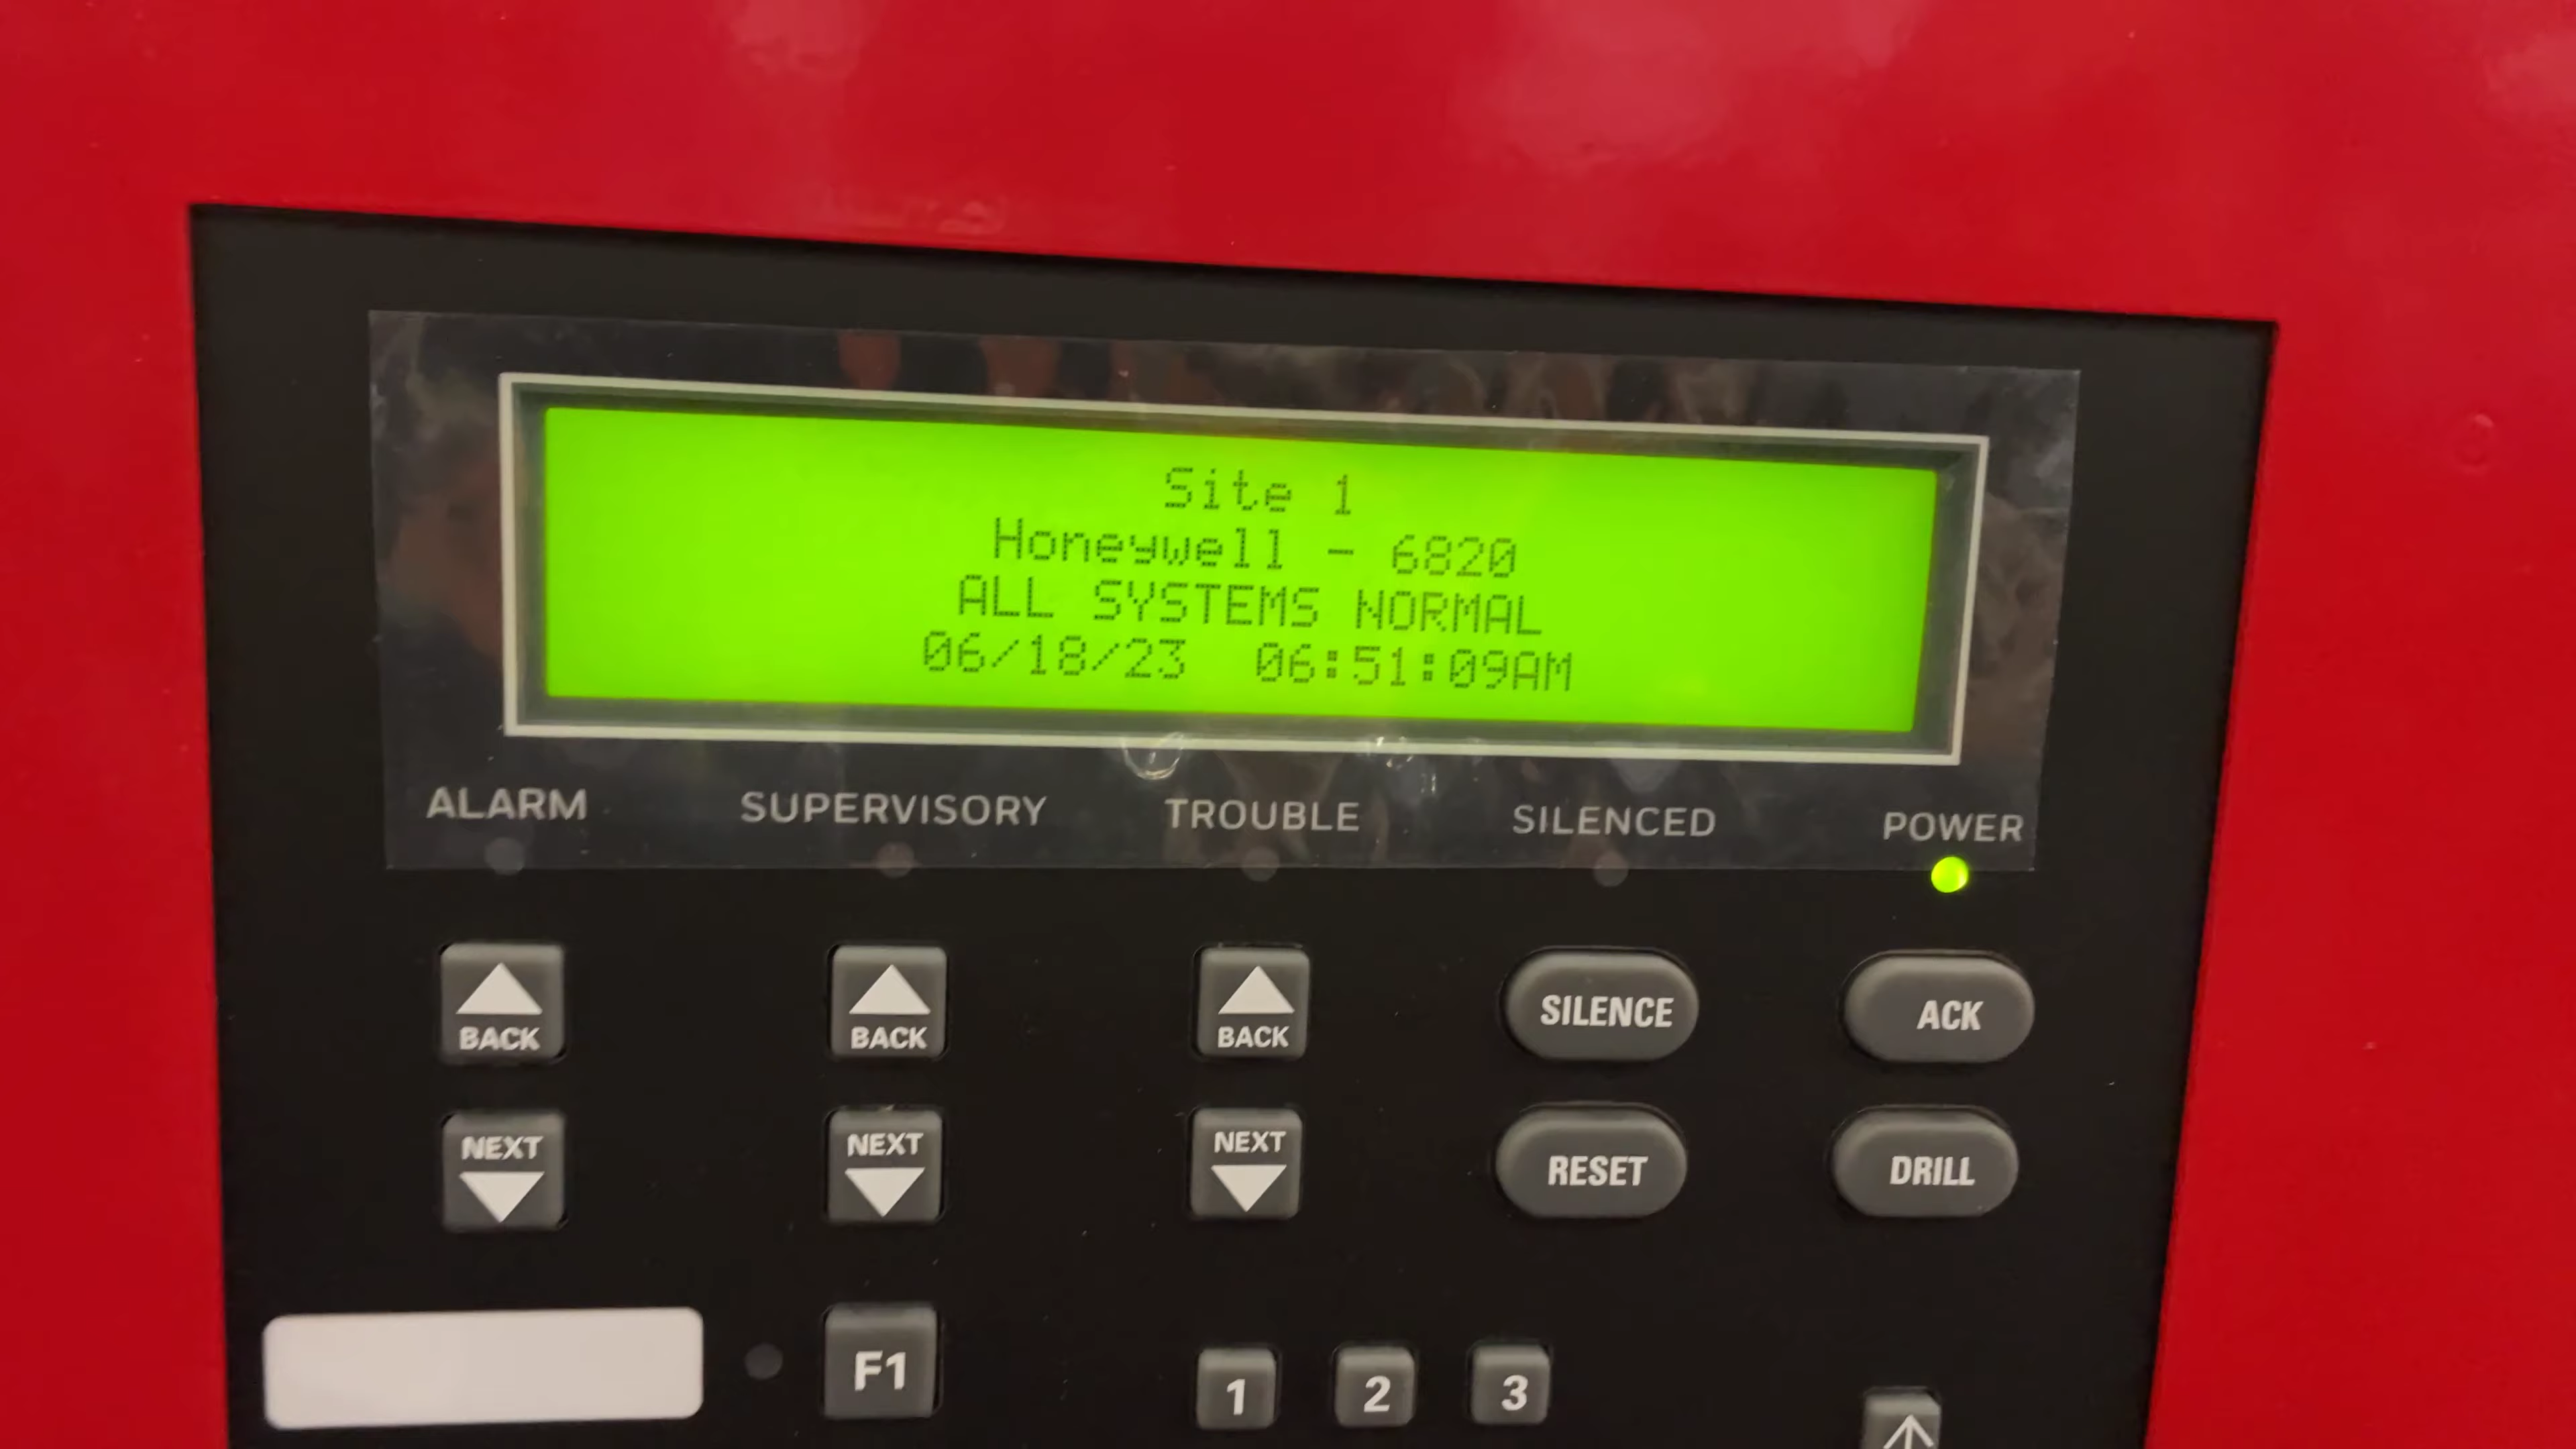 Site 1
Honeywell - 6820
ALL SYSTEMS NORMAL
06/18/23 06:51:09AM
ALARM SUPERVISORY TROUBLE SILENCED POWER
BACK BACK BACK SILENCE ACK
NEXT NEXT NEXT RESET DRILL
F1 1 2 3